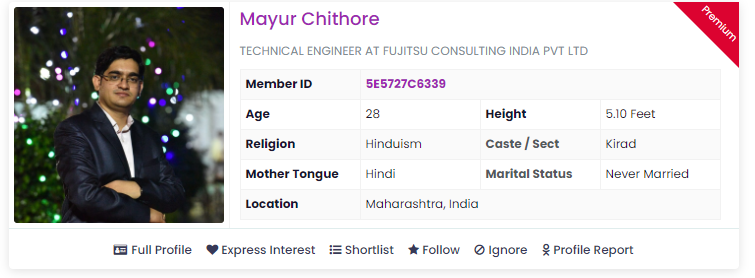 Mayur Chithore
Premium
TECHNICAL ENGINEER AT FUJITSU CONSULTING INDIA PVT LTD
Member ID 5E5727C6339
Age 28 Height 5.10 Feet
Religion Hinduism Caste / Sect Kirad
Mother Tongue Hindi Marital Status Never Married
Location Maharashtra, India
Full Profile Express Interest Shortlist Follow Ignore Profile Report